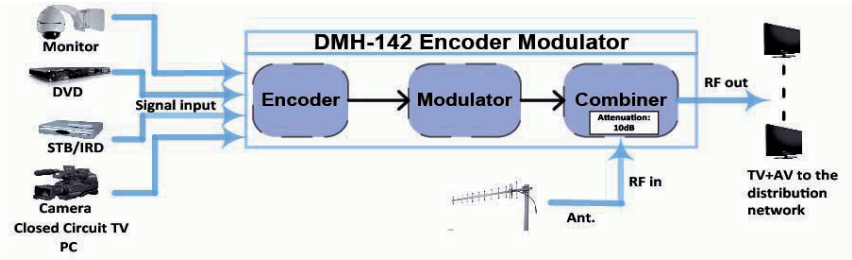 DMH-142 Encoder Modulator
Monitor
DVD
Signal input
STB/IRD
Camera
Closed Circuit TV
PC
Encoder
Modulator
Combiner
Attenuation:
10dB
RF out
RF in
Ant.
TV+AV to the
distribution
network